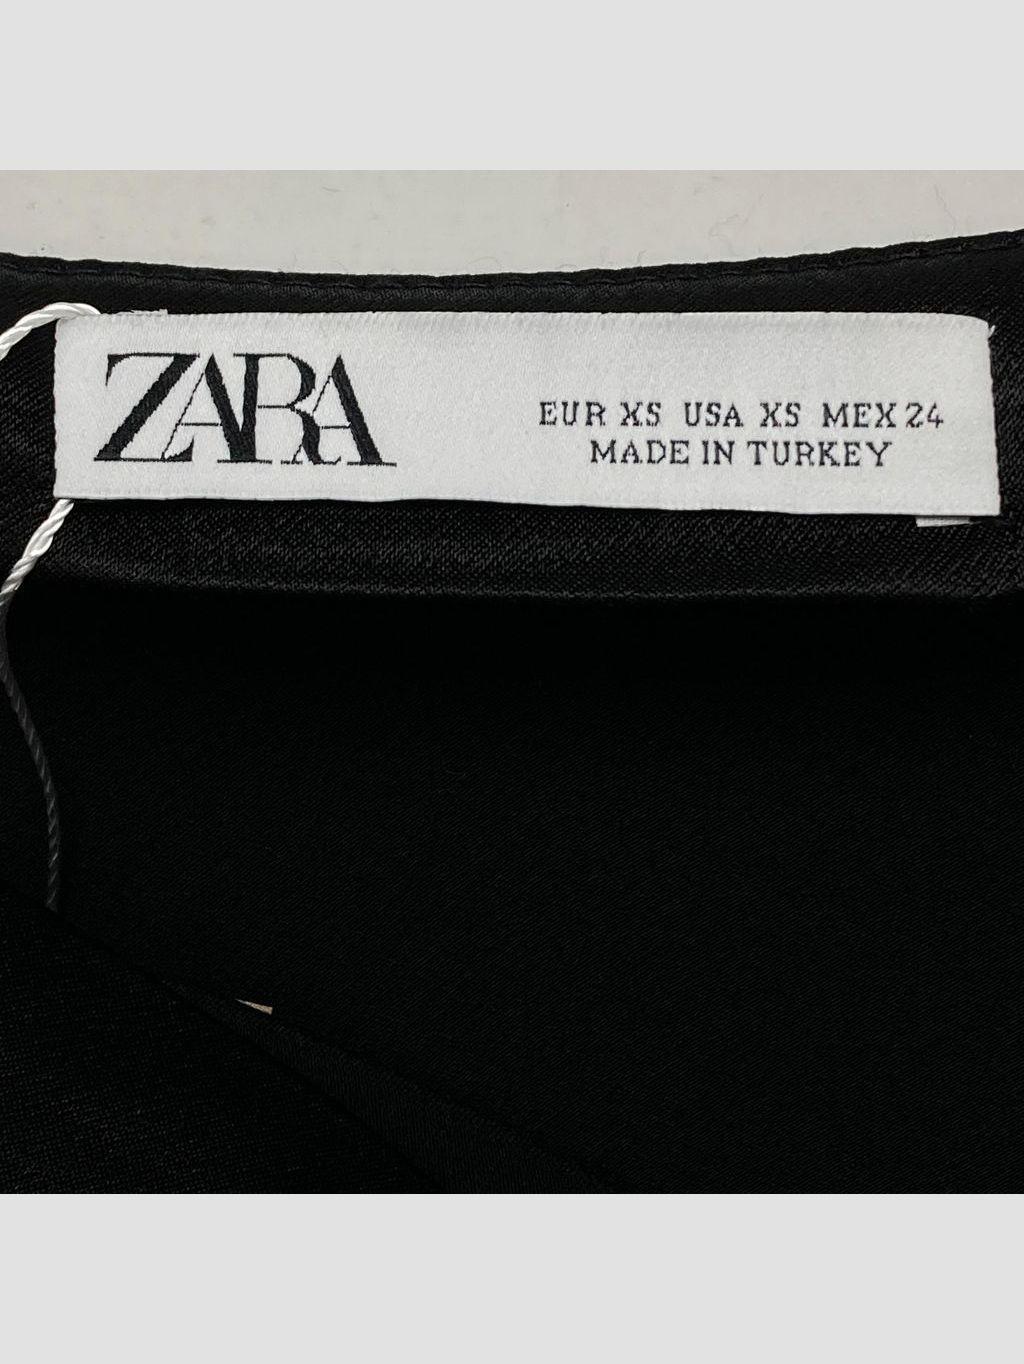 ZARA
EUR XS USA XS MEX 24
MADE IN TURKEY